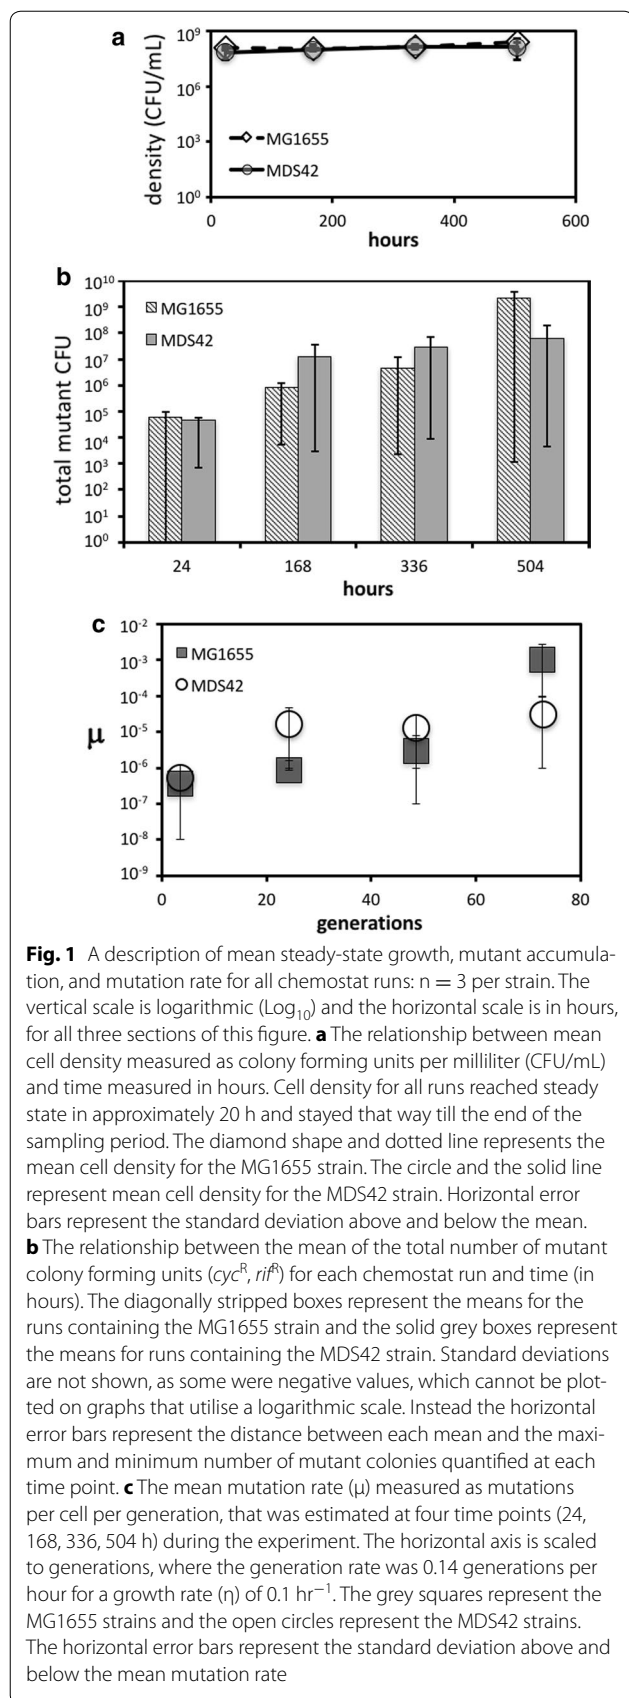 a
10⁹
10⁶
10³
10⁰
density (CFU/mL)
MG1655
MDS42
0 200 400 600
hours
b
10¹⁰
10⁹
10⁸
10⁷
10⁶
10⁵
10⁴
10³
10²
10¹
10⁰
total mutant CFU
MG1655
MDS42
24 168 336 504
hours
c
10⁻²
10⁻³
10⁻⁴
10⁻⁵
10⁻⁶
10⁻⁷
10⁻⁸
10⁻⁹
μ
MG1655
MDS42
0 20 40 60 80
generations
Fig. 1 A description of mean steady-state growth, mutant accumula-
tion, and mutation rate for all chemostat runs: n = 3 per strain. The
vertical scale is logarithmic (Log₁₀) and the horizontal scale is in hours,
for all three sections of this figure. a The relationship between mean
cell density measured as colony forming units per milliliter (CFU/mL)
and time measured in hours. Cell density for all runs reached steady
state in approximately 20 h and stayed that way till the end of the
sampling period. The diamond shape and dotted line represents the
mean cell density for the MG1655 strain. The circle and the solid line
represent mean cell density for the MDS42 strain. Horizontal error
bars represent the standard deviation above and below the mean.
b The relationship between the mean of the total number of mutant
colony forming units (cycᴿ, rifᴿ) for each chemostat run and time (in
hours). The diagonally stripped boxes represent the means for the
runs containing the MG1655 strain and the solid grey boxes represent
the means for runs containing the MDS42 strain. Standard deviations
are not shown, as some were negative values, which cannot be plot-
ted on graphs that utilise a logarithmic scale. Instead the horizontal
error bars represent the distance between each mean and the maxi-
mum and minimum number of mutant colonies quantified at each
time point. c The mean mutation rate (μ) measured as mutations
per cell per generation, that was estimated at four time points (24,
168, 336, 504 h) during the experiment. The horizontal axis is scaled
to generations, where the generation rate was 0.14 generations per
hour for a growth rate (η) of 0.1 hr⁻¹. The grey squares represent the
MG1655 strains and the open circles represent the MDS42 strains.
The horizontal error bars represent the standard deviation above and
below the mean mutation rate